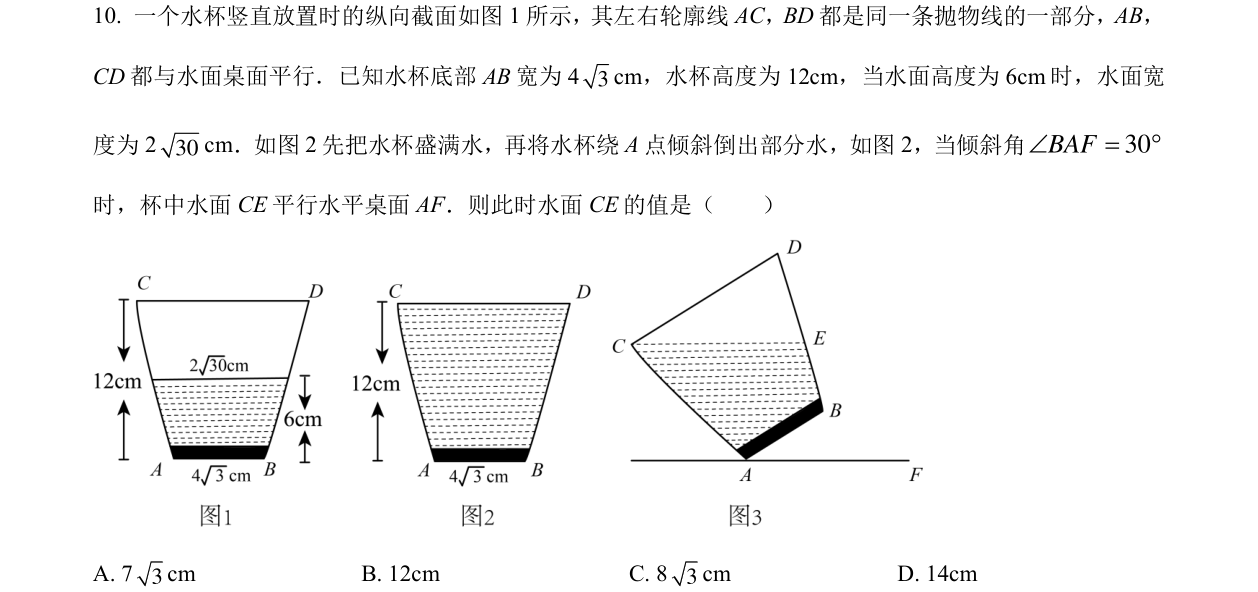 10. 一个水杯竖直放置时的纵向截面如图 1 所示，其左右轮廓线 AC，BD 都是同一条抛物线的一部分，AB，
CD 都与水面桌面平行．已知水杯底部 AB 宽为 4√3 cm，水杯高度为 12cm，当水面高度为 6cm 时，水面宽
度为 2√30 cm．如图 2 先把水杯盛满水，再将水杯绕 A 点倾斜倒出部分水，如图 2，当倾斜角 ∠BAF = 30°
时，杯中水面 CE 平行水平桌面 AF．则此时水面 CE 的值是（　　）
C
D
12cm
2√30cm
6cm
A
4√3 cm
B
图1
C
D
12cm
A
4√3 cm
B
图2
D
C
E
B
A
F
图3
A. 7√3 cm
B. 12cm
C. 8√3 cm
D. 14cm